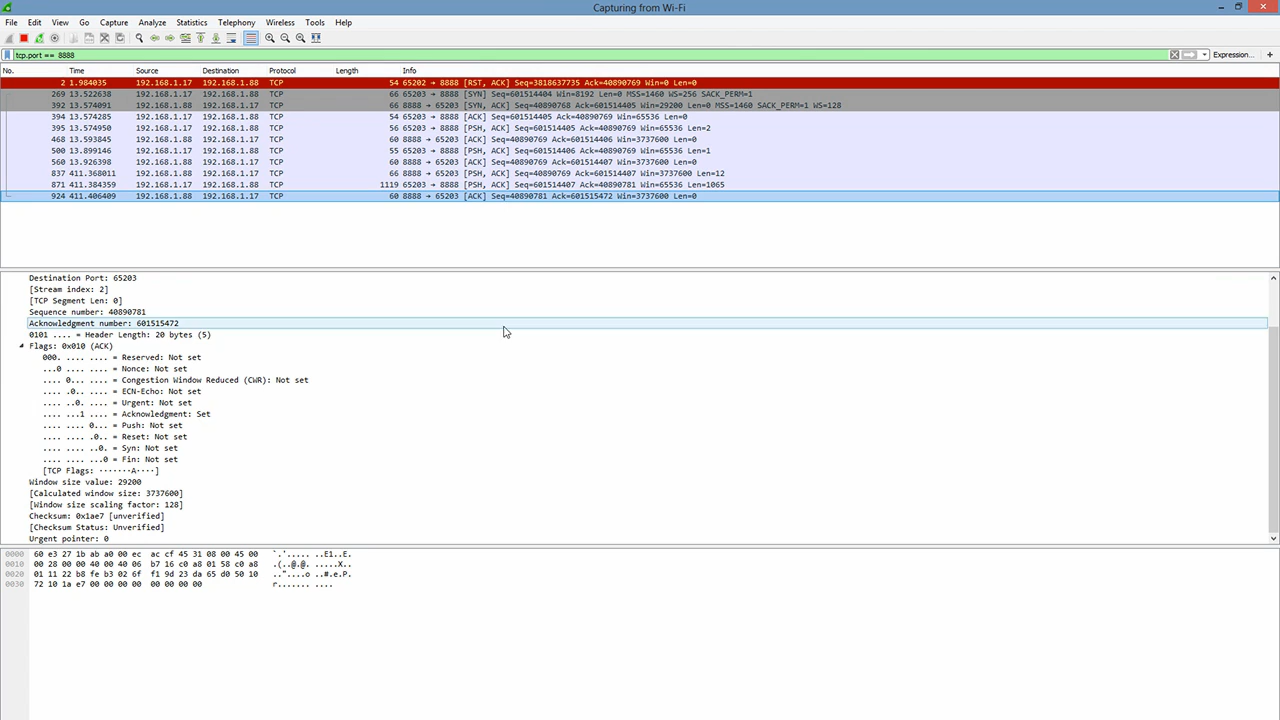 Capturing from Wi-Fi
File Edit View Go Capture Analyze Statistics Telephony Wireless Tools Help
tcp.port == 8888 Expression... +
No. Time Source Destination Protocol Length Info
2 1.984035 192.168.1.17 192.168.1.88 TCP 54 65202 → 8888 [RST, ACK] Seq=3818637735 Ack=40890769 Win=0 Len=0
269 13.522638 192.168.1.17 192.168.1.88 TCP 66 65203 → 8888 [SYN] Seq=601514404 Win=8192 Len=0 MSS=1460 WS=256 SACK_PERM=1
392 13.574091 192.168.1.88 192.168.1.17 TCP 66 8888 → 65203 [SYN, ACK] Seq=40890768 Ack=601514405 Win=29200 Len=0 MSS=1460 SACK_PERM=1 WS=128
394 13.574285 192.168.1.17 192.168.1.88 TCP 54 65203 → 8888 [ACK] Seq=601514405 Ack=40890769 Win=65536 Len=0
395 13.574950 192.168.1.88 192.168.1.17 TCP 56 65203 → 8888 [PSH, ACK] Seq=601514405 Ack=40890769 Win=65536 Len=2
468 13.593845 192.168.1.88 192.168.1.17 TCP 60 8888 → 65203 [ACK] Seq=40890769 Ack=601514406 Win=3737600 Len=0
500 13.899146 192.168.1.17 192.168.1.88 TCP 55 65203 → 8888 [PSH, ACK] Seq=601514406 Ack=40890769 Win=65536 Len=1
560 13.926398 192.168.1.88 192.168.1.17 TCP 60 8888 → 65203 [ACK] Seq=40890769 Ack=601514407 Win=3737600 Len=0
837 411.368011 192.168.1.88 192.168.1.17 TCP 66 8888 → 65203 [PSH, ACK] Seq=40890769 Ack=601514407 Win=3737600 Len=12
871 411.384359 192.168.1.17 192.168.1.88 TCP 1119 65203 → 8888 [PSH, ACK] Seq=601514407 Ack=40890781 Win=65536 Len=1065
924 411.406409 192.168.1.88 192.168.1.17 TCP 60 8888 → 65203 [ACK] Seq=40890781 Ack=601515472 Win=3737600 Len=0
Destination Port: 65203
[Stream index: 2]
[TCP Segment Len: 0]
Sequence number: 40890781
Acknowledgment number: 601515472
0101 .... = Header Length: 20 bytes (5)
Flags: 0x010 (ACK)
000. .... .... = Reserved: Not set
...0 .... .... = Nonce: Not set
.... 0... .... = Congestion Window Reduced (CWR): Not set
.... .0.. .... = ECN-Echo: Not set
.... ..0. .... = Urgent: Not set
.... ...1 .... = Acknowledgment: Set
.... .... 0... = Push: Not set
.... .... .0.. = Reset: Not set
.... .... ..0. = Syn: Not set
.... .... ...0 = Fin: Not set
[TCP Flags: ·······A····]
Window size value: 29200
[Calculated window size: 3737600]
[Window size scaling factor: 128]
Checksum: 0x1ae7 [unverified]
[Checksum Status: Unverified]
Urgent pointer: 0
0000 60 e3 27 1b ab a0 00 ec ac cf 45 31 08 00 45 00 `.'..... ..E1..E.
0010 00 28 00 00 40 00 40 06 b7 16 c0 a8 01 58 c0 a8 .(..@.@. .....X..
0020 01 11 22 b8 fe b3 02 6f f1 9d 23 da 65 d0 50 10 .."....o ..#.e.P.
0030 72 10 1a e7 00 00 00 00 00 00 00 00 r....... ....